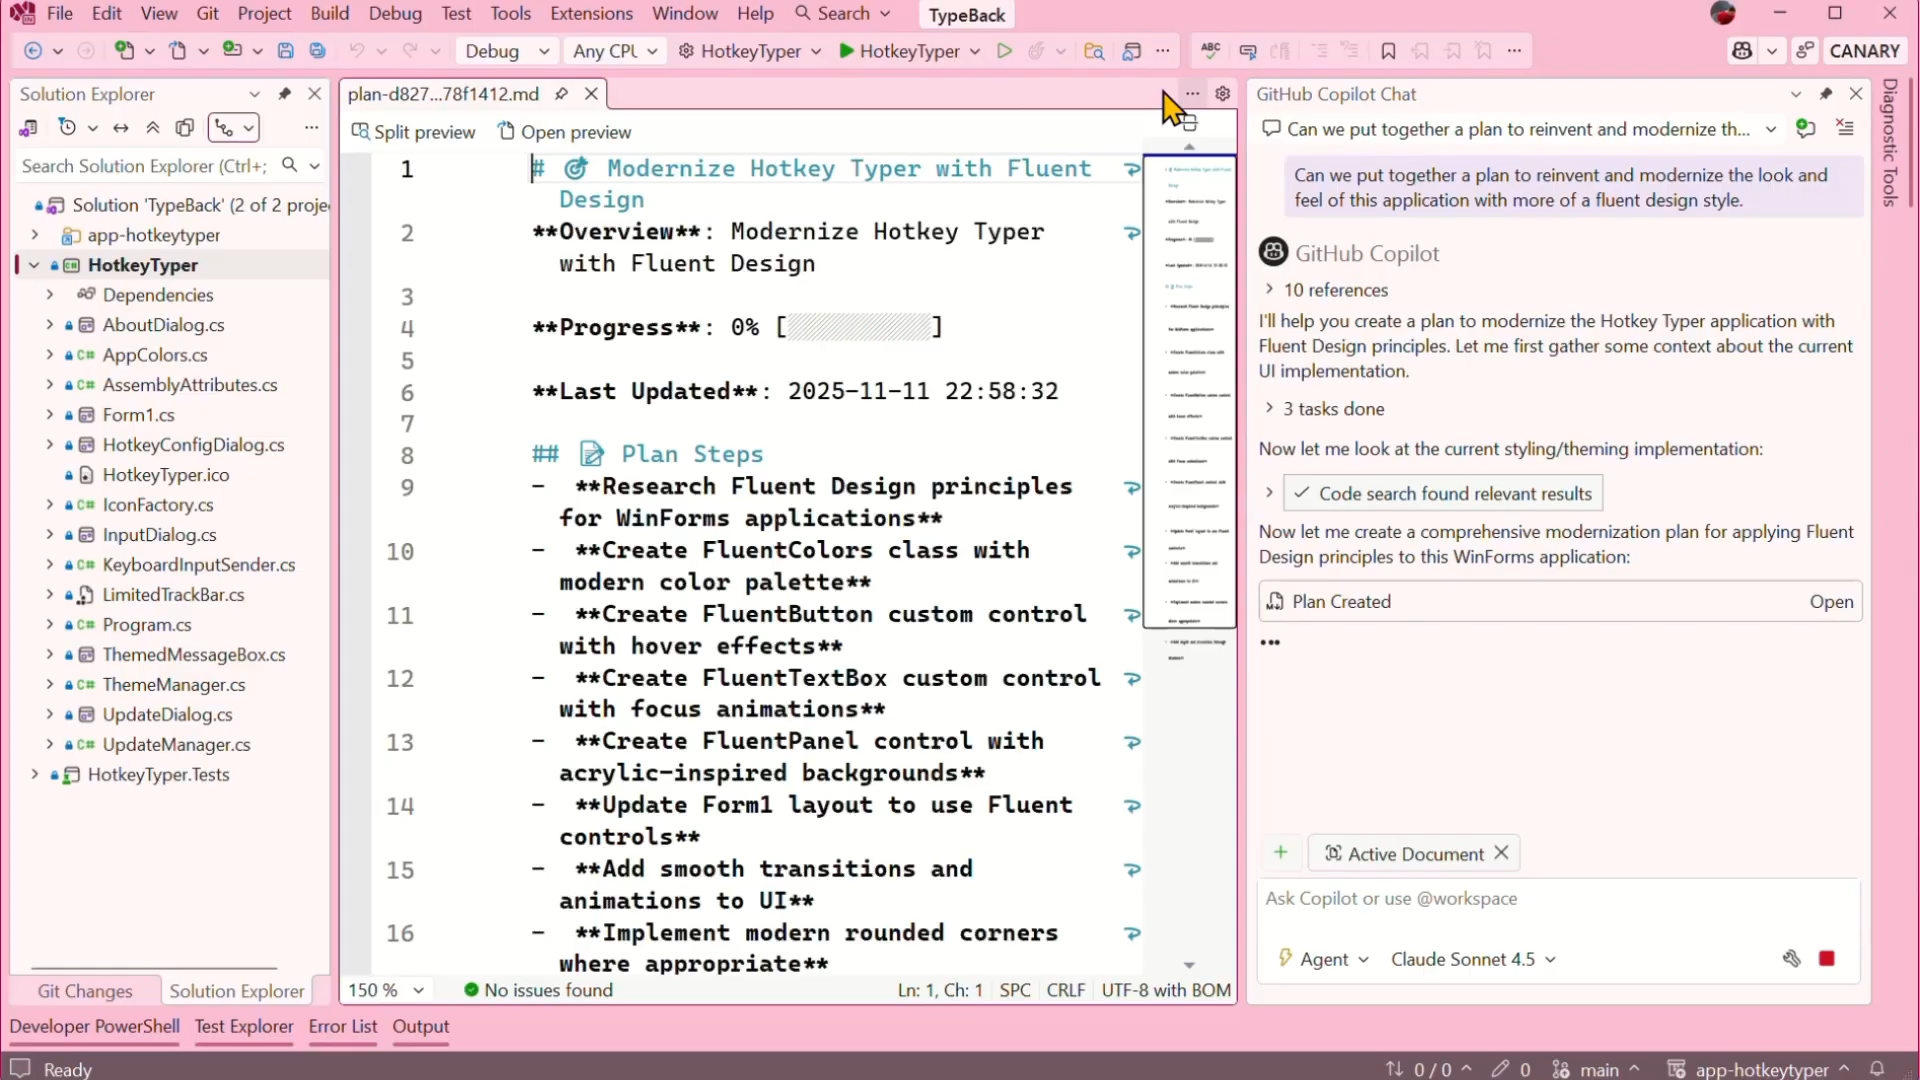 File Edit View Git Project Build Debug Test Tools Extensions Window Help Search TypeBack
Debug Any CPU HotkeyTyper HotkeyTyper ABC CANARY
Solution Explorer
Search Solution Explorer (Ctrl+;
Solution 'TypeBack' (2 of 2 proje
app-hotkeytyper
HotkeyTyper
Dependencies
AboutDialog.cs
AppColors.cs
AssemblyAttributes.cs
Form1.cs
HotkeyConfigDialog.cs
HotkeyTyper.ico
IconFactory.cs
InputDialog.cs
KeyboardInputSender.cs
LimitedTrackBar.cs
Program.cs
ThemedMessageBox.cs
ThemeManager.cs
UpdateDialog.cs
UpdateManager.cs
HotkeyTyper.Tests
Git Changes Solution Explorer
plan-d827...78f1412.md
Split preview Open preview
1 # 🎯 Modernize Hotkey Typer with Fluent
Design
2 **Overview**: Modernize Hotkey Typer
with Fluent Design
3
4 **Progress**: 0% [░░░░░░░░░░]
5
6 **Last Updated**: 2025-11-11 22:58:32
7
8 ## 📝 Plan Steps
9 - **Research Fluent Design principles
for WinForms applications**
10 - **Create FluentColors class with
modern color palette**
11 - **Create FluentButton custom control
with hover effects**
12 - **Create FluentTextBox custom control
with focus animations**
13 - **Create FluentPanel control with
acrylic-inspired backgrounds**
14 - **Update Form1 layout to use Fluent
controls**
15 - **Add smooth transitions and
animations to UI**
16 - **Implement modern rounded corners
where appropriate**
150 % No issues found Ln: 1, Ch: 1 SPC CRLF UTF-8 with BOM
GitHub Copilot Chat
Can we put together a plan to reinvent and modernize th...
Can we put together a plan to reinvent and modernize the look and
feel of this application with more of a fluent design style.
GitHub Copilot
10 references
I'll help you create a plan to modernize the Hotkey Typer application with
Fluent Design principles. Let me first gather some context about the current
UI implementation.
3 tasks done
Now let me look at the current styling/theming implementation:
Code search found relevant results
Now let me create a comprehensive modernization plan for applying Fluent
Design principles to this WinForms application:
Plan Created Open
Active Document
Ask Copilot or use @workspace
Agent Claude Sonnet 4.5
Diagnostic Tools
Developer PowerShell Test Explorer Error List Output
Ready 0 / 0 0 main app-hotkeytyper